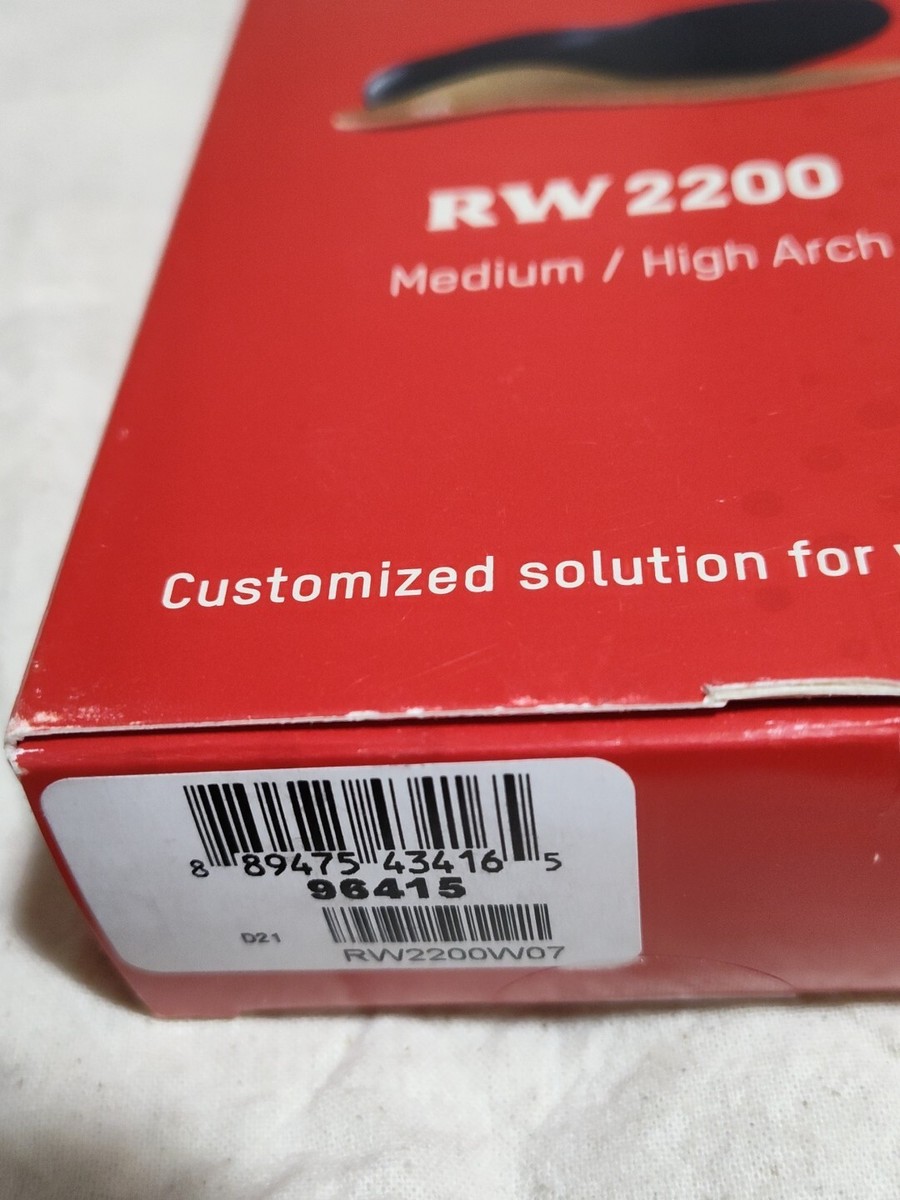 RW 2200
Medium / High Arch
Customized solution for
8 89475 43416 5
96415
D21
RW2200W07